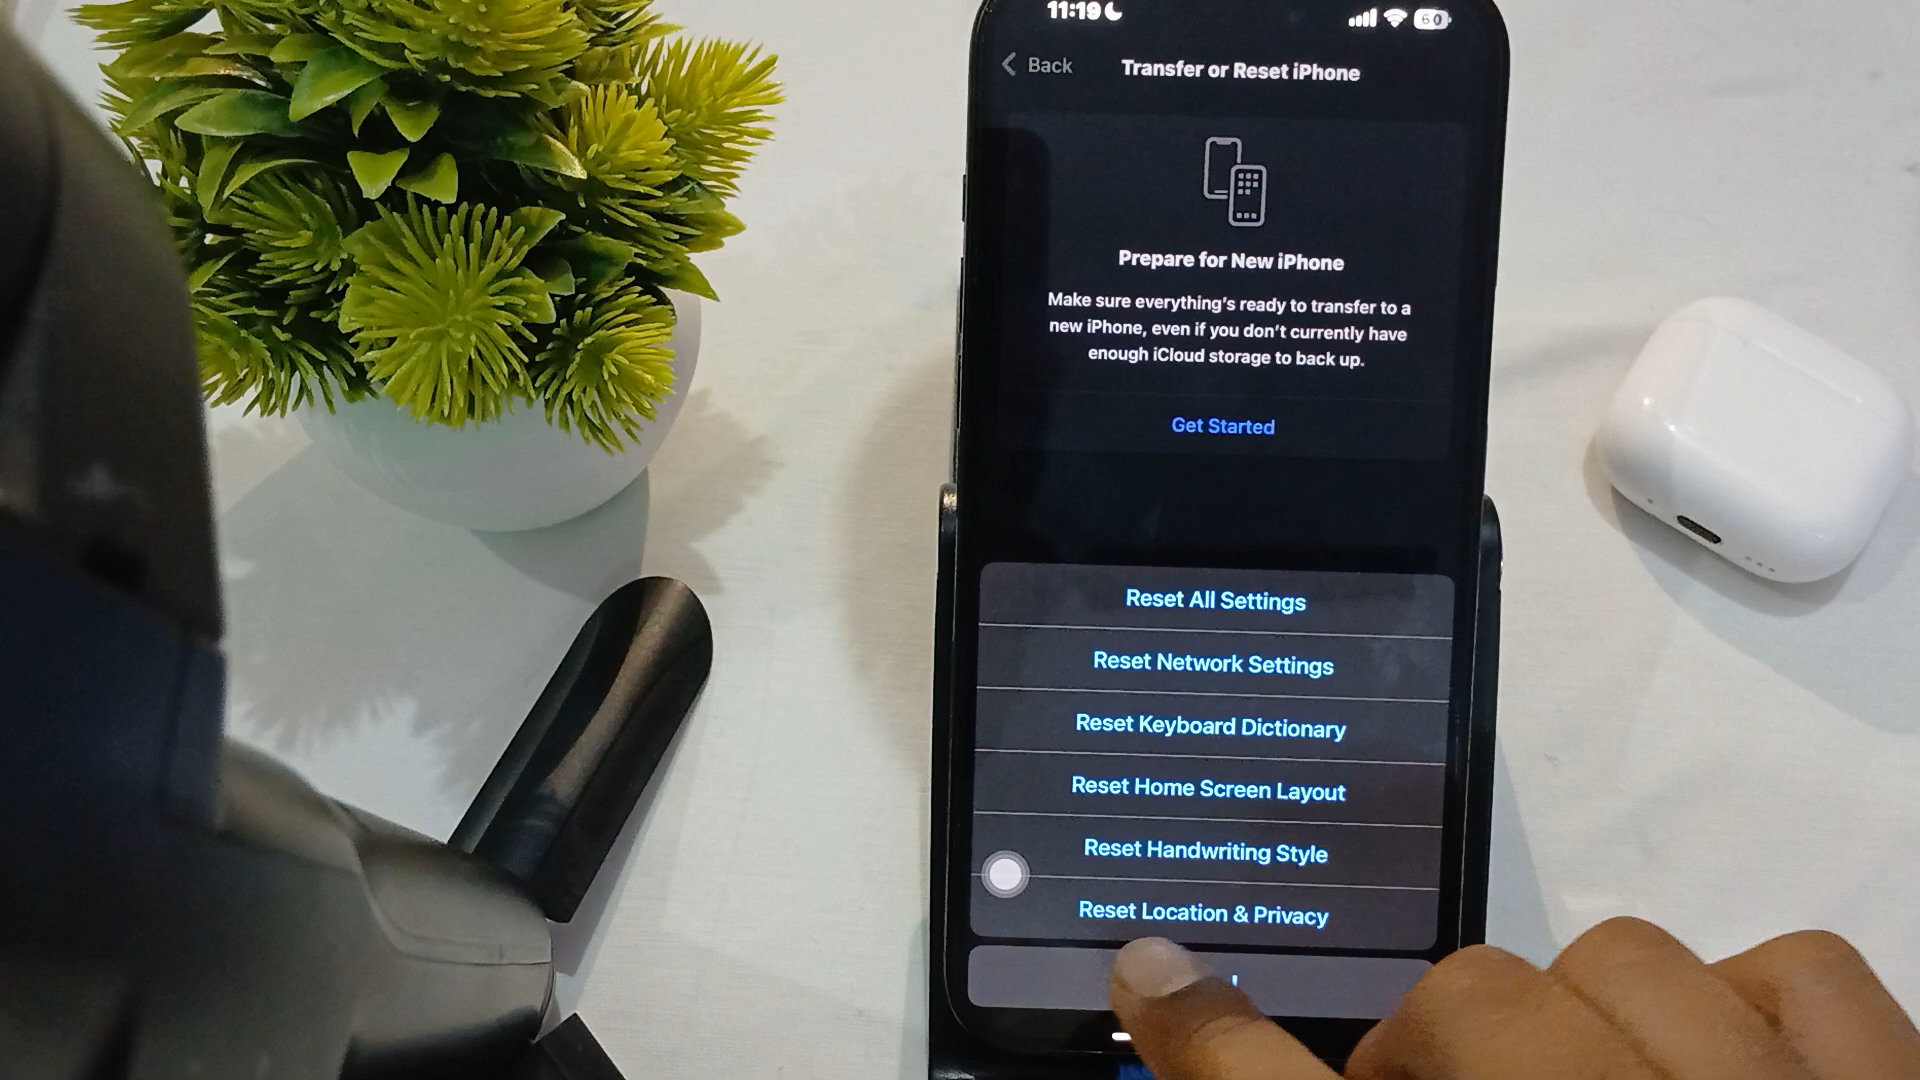 11:19
60
Back
Transfer or Reset iPhone
Prepare for New iPhone
Make sure everything's ready to transfer to a
new iPhone, even if you don't currently have
enough iCloud storage to back up.
Get Started
Reset All Settings
Reset Network Settings
Reset Keyboard Dictionary
Reset Home Screen Layout
Reset Handwriting Style
Reset Location & Privacy